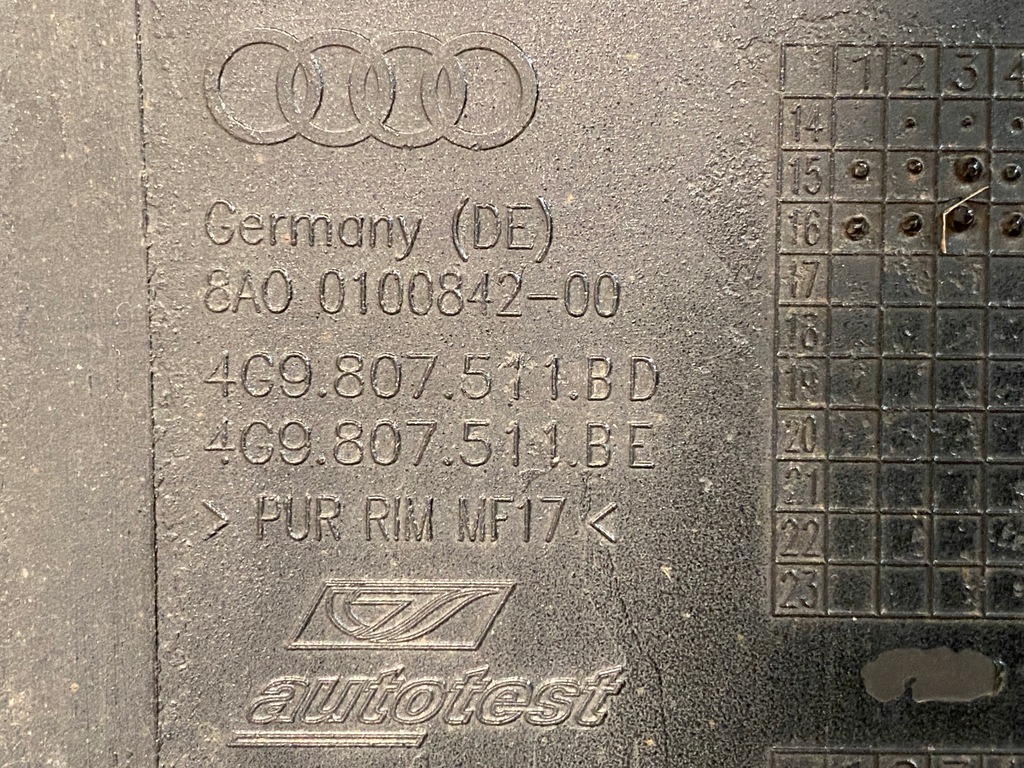 Germany (DE)
8A0 0100842-00
4G9.807.511.BD
4G9.807.511.BE
> PUR RIM MF17 <
autotest
1 2 3 4
14
15
16
17
18
19
20
21
22
23